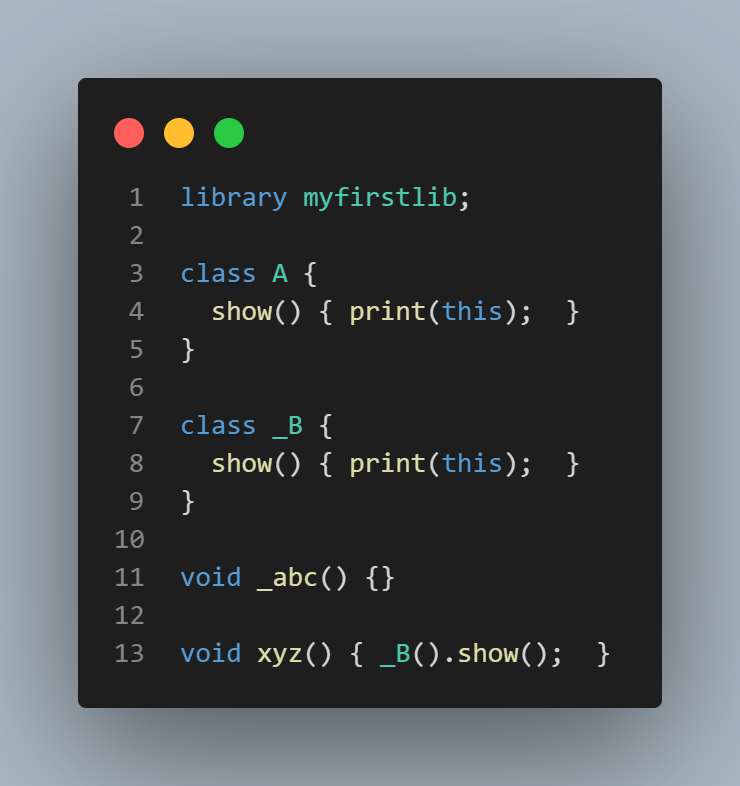 1 library myfirstlib;
2
3 class A {
4   show() { print(this);  }
5 }
6
7 class _B {
8   show() { print(this);  }
9 }
10
11 void _abc() {}
12
13 void xyz() { _B().show();  }